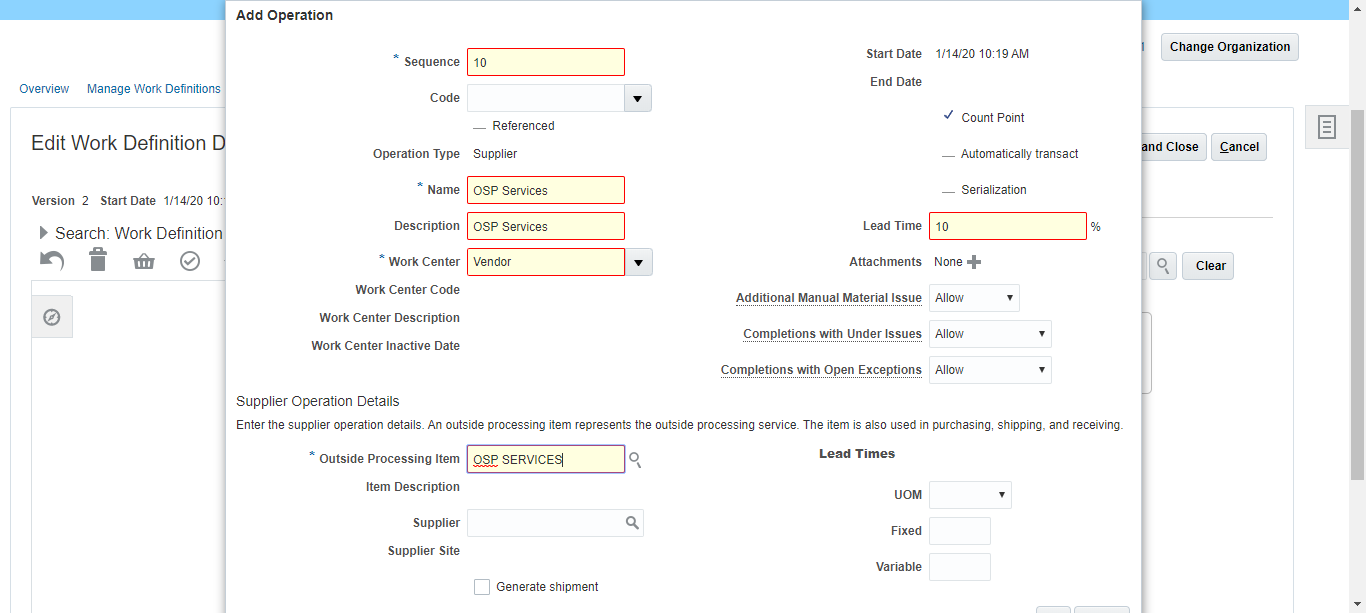 Add Operation
* Sequence 10
Code
Referenced
Operation Type Supplier
* Name OSP Services
Description OSP Services
* Work Center Vendor
Work Center Code
Work Center Description
Work Center Inactive Date
Start Date 1/14/20 10:19 AM
End Date
Count Point
Automatically transact
Serialization
Lead Time 10 %
Attachments None
Additional Manual Material Issue Allow
Completions with Under Issues Allow
Completions with Open Exceptions Allow
Supplier Operation Details
Enter the supplier operation details. An outside processing item represents the outside processing service. The item is also used in purchasing, shipping, and receiving.
* Outside Processing Item OSP SERVICES
Item Description
Supplier
Supplier Site
Generate shipment
Lead Times
UOM
Fixed
Variable
Change Organization
Overview Manage Work Definitions
Edit Work Definition D
and Close Cancel
Version 2 Start Date 1/14/20 10:
Search: Work Definition
Clear